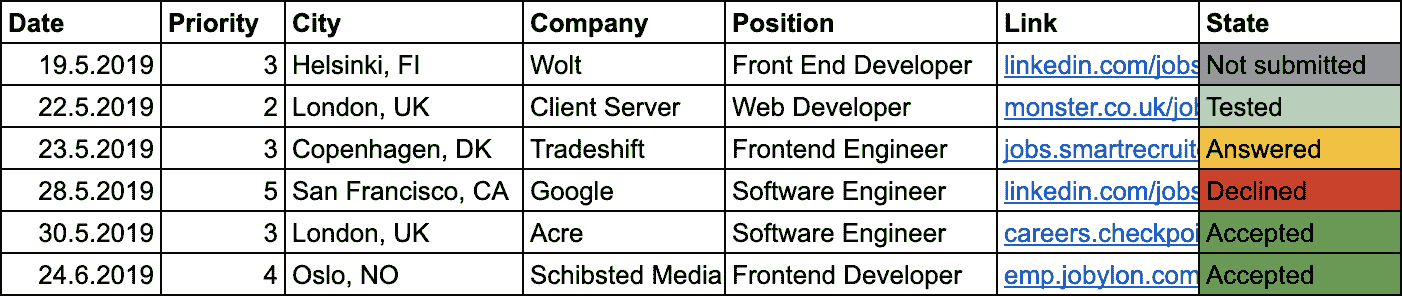 Date Priority City Company Position Link State
19.5.2019 3 Helsinki, FI Wolt Front End Developer linkedin.com/jobs Not submitted
22.5.2019 2 London, UK Client Server Web Developer monster.co.uk/jo Tested
23.5.2019 3 Copenhagen, DK Tradeshift Frontend Engineer jobs.smartrecruit Answered
28.5.2019 5 San Francisco, CA Google Software Engineer linkedin.com/jobs Declined
30.5.2019 3 London, UK Acre Software Engineer careers.checkpoi Accepted
24.6.2019 4 Oslo, NO Schibsted Media Frontend Developer emp.jobylon.com Accepted